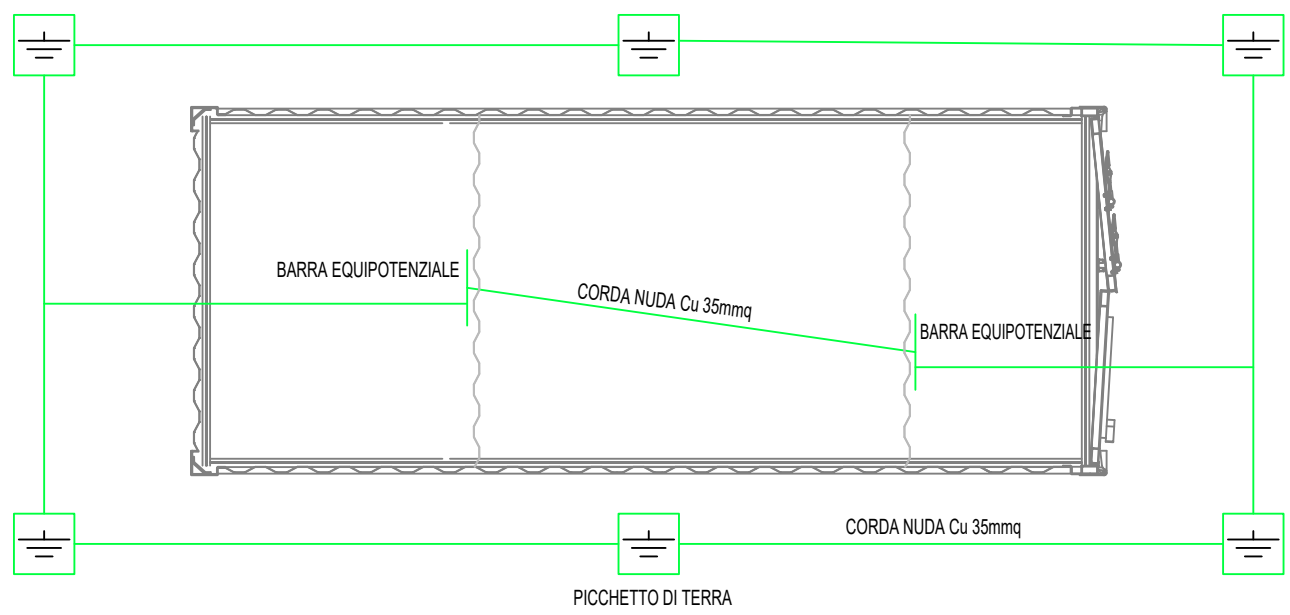 BARRA EQUIPOTENZIALE
CORDA NUDA Cu 35mmq
BARRA EQUIPOTENZIALE
CORDA NUDA Cu 35mmq
PICCHETTO DI TERRA